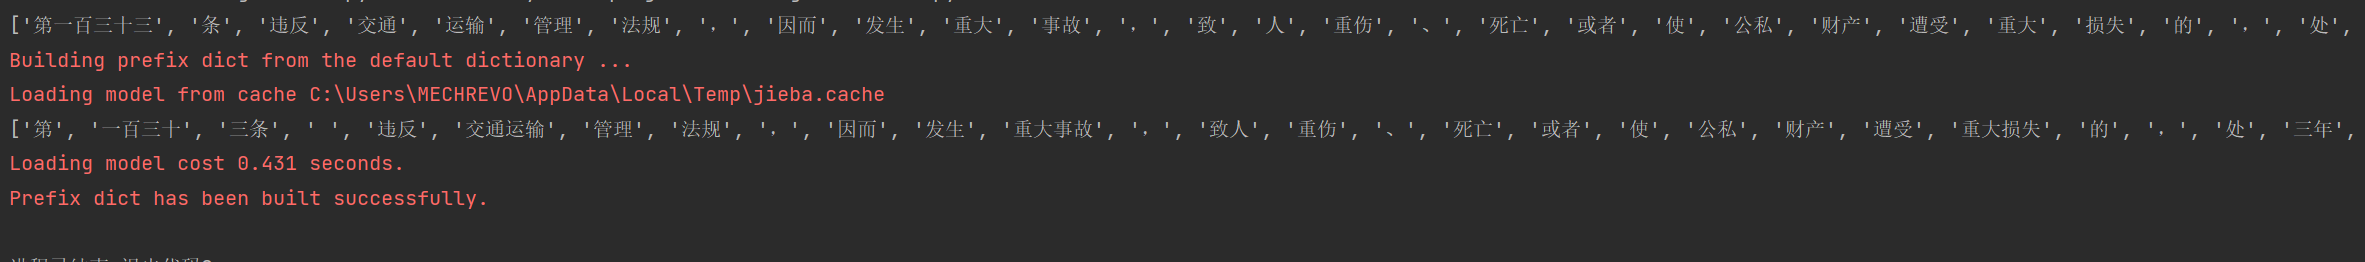 ['第一百三十三', '条', '违反', '交通', '运输', '管理', '法规', '，', '因而', '发生', '重大', '事故', '，', '致', '人', '重伤', '、', '死亡', '或者', '使', '公私', '财产', '遭受', '重大', '损失', '的', '，', '处',
Building prefix dict from the default dictionary ...
Loading model from cache C:\Users\MECHREVO\AppData\Local\Temp\jieba.cache
['第', '一百三十', '三条', ' ', '违反', '交通运输', '管理', '法规', '，', '因而', '发生', '重大事故', '，', '致人', '重伤', '、', '死亡', '或者', '使', '公私', '财产', '遭受', '重大损失', '的', '，', '处', '三年',
Loading model cost 0.431 seconds.
Prefix dict has been built successfully.